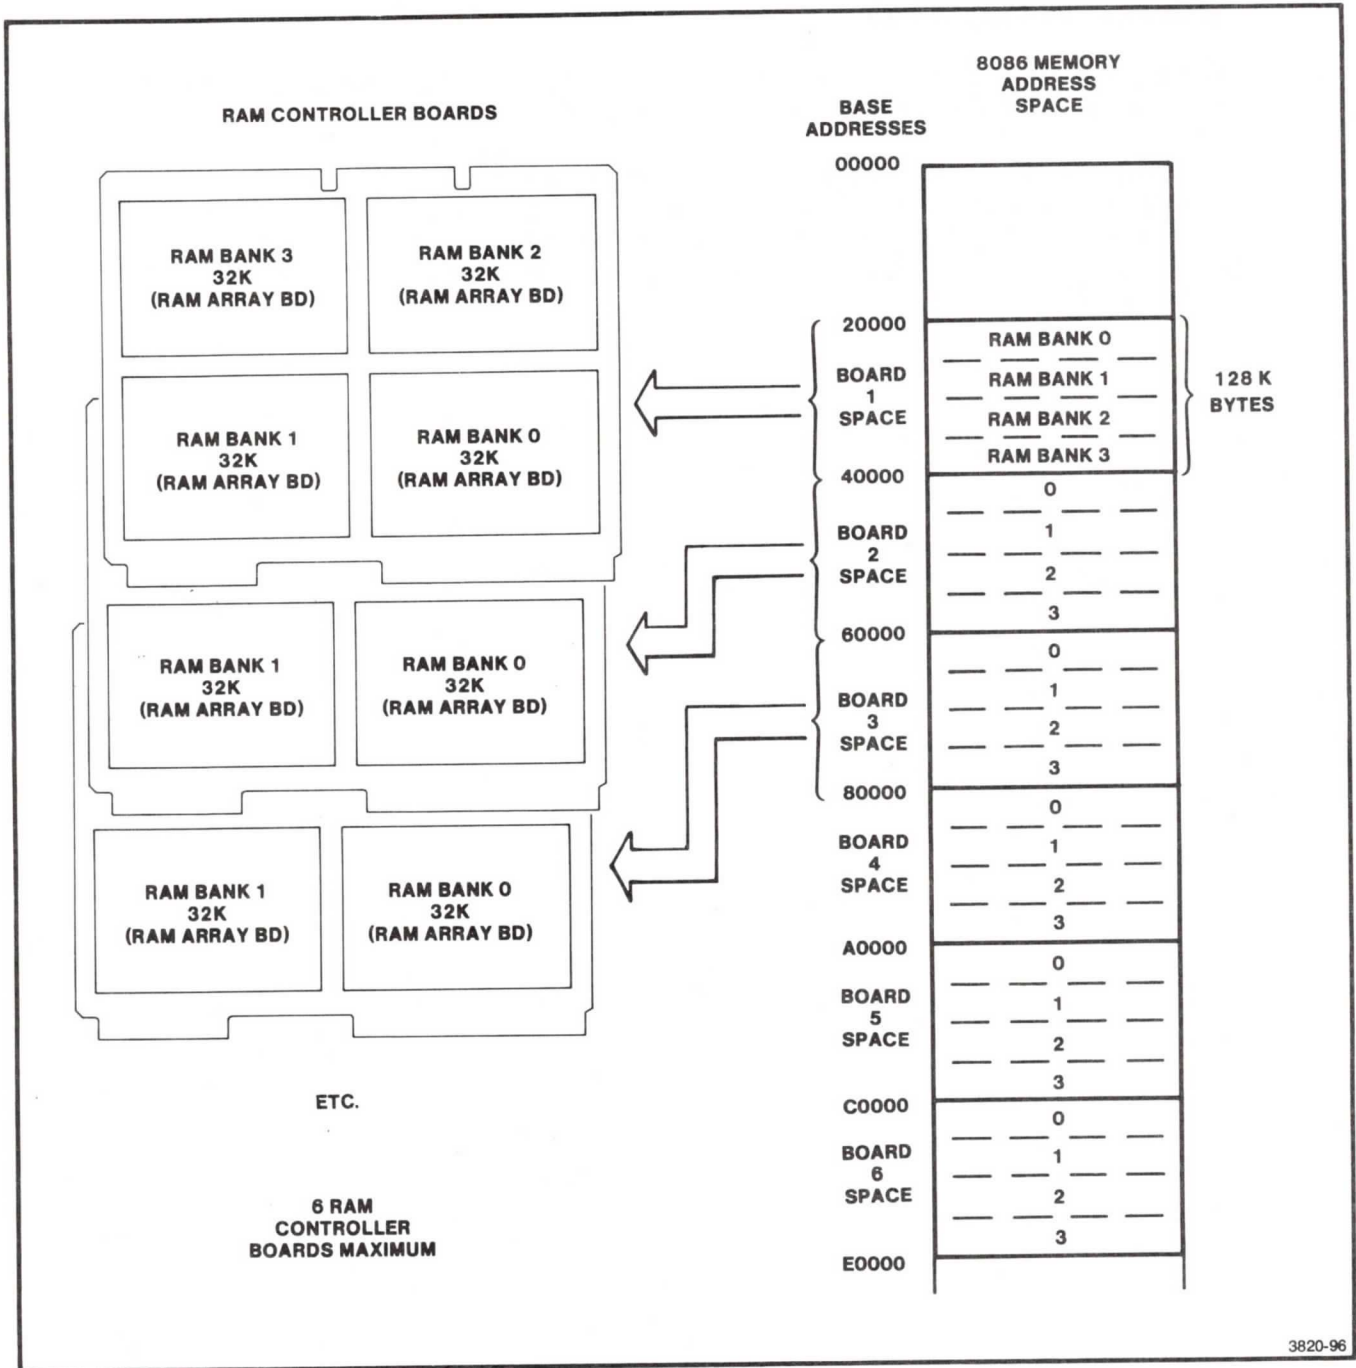 RAM CONTROLLER BOARDS
RAM BANK 3
32K
(RAM ARRAY BD)
RAM BANK 2
32K
(RAM ARRAY BD)
RAM BANK 1
32K
(RAM ARRAY BD)
RAM BANK 0
32K
(RAM ARRAY BD)
RAM BANK 1
32K
(RAM ARRAY BD)
RAM BANK 0
32K
(RAM ARRAY BD)
RAM BANK 1
32K
(RAM ARRAY BD)
RAM BANK 0
32K
(RAM ARRAY BD)
ETC.
6 RAM
CONTROLLER
BOARDS MAXIMUM
BASE
ADDRESSES
00000
20000
BOARD
1
SPACE
40000
BOARD
2
SPACE
60000
BOARD
3
SPACE
80000
BOARD
4
SPACE
A0000
BOARD
5
SPACE
C0000
BOARD
6
SPACE
E0000
8086 MEMORY
ADDRESS
SPACE
RAM BANK 0
RAM BANK 1
RAM BANK 2
RAM BANK 3
0
1
2
3
0
1
2
3
0
1
2
3
0
1
2
3
0
1
2
3
128 K
BYTES
3820-96